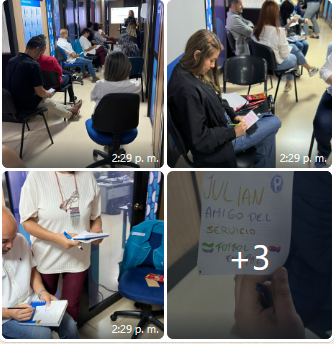 2:29 p. m.
2:29 p. m.
2:29 p. m.
JULIAN
AMIGO DEL
SERVICIO
FUTBOL
+3